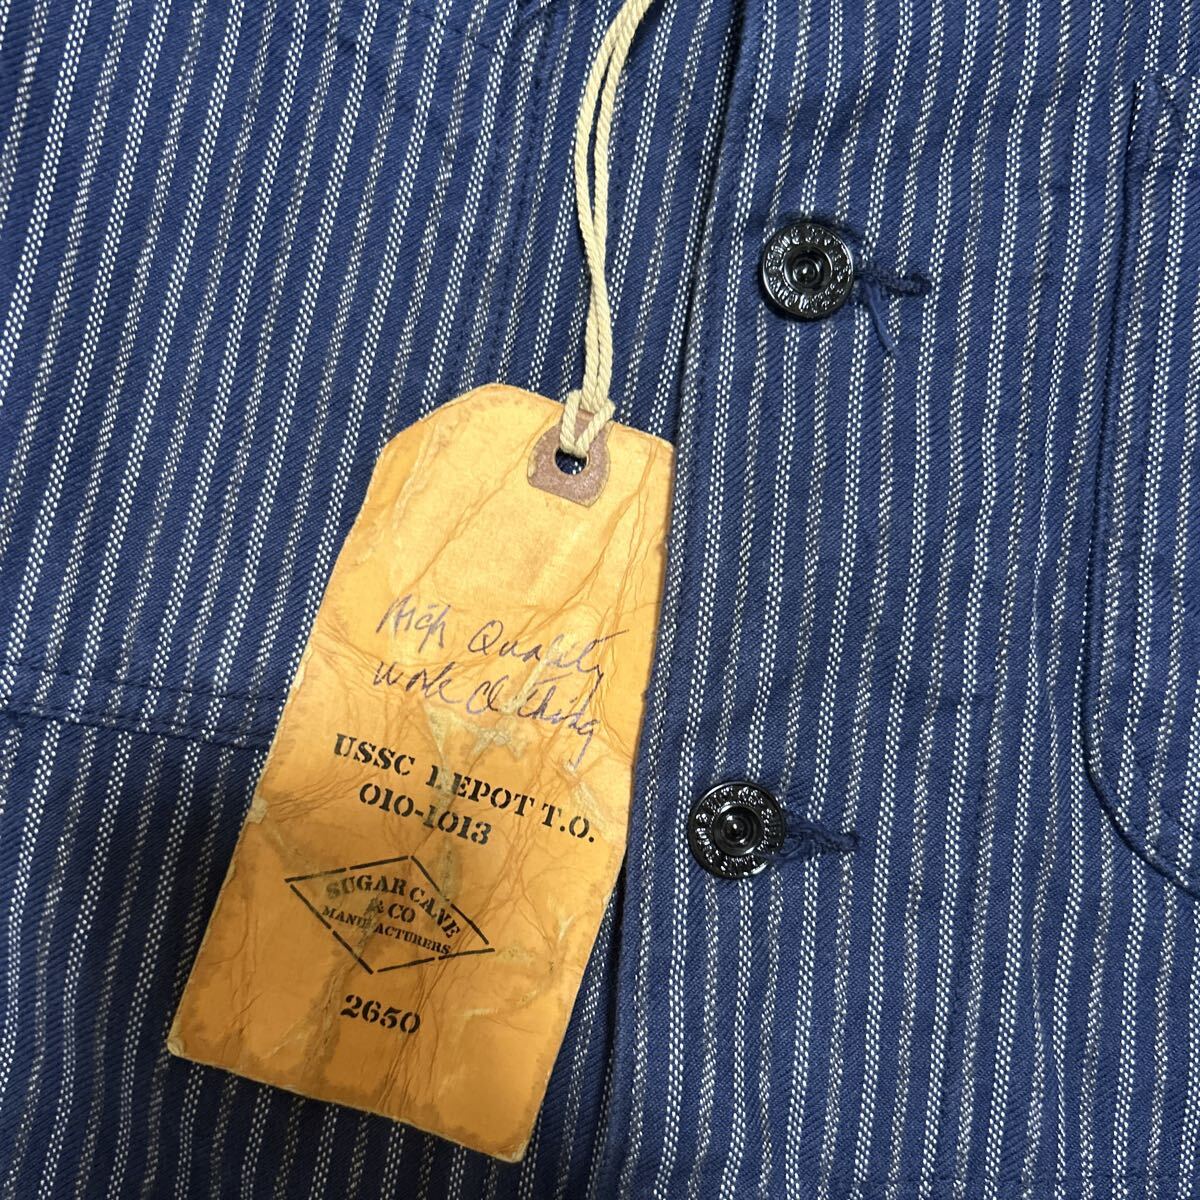 High Quality
Work Clothing
USSC DEPOT T.O.
010-1013
SUGAR CANE
& CO
MANUFACTURERS
2650